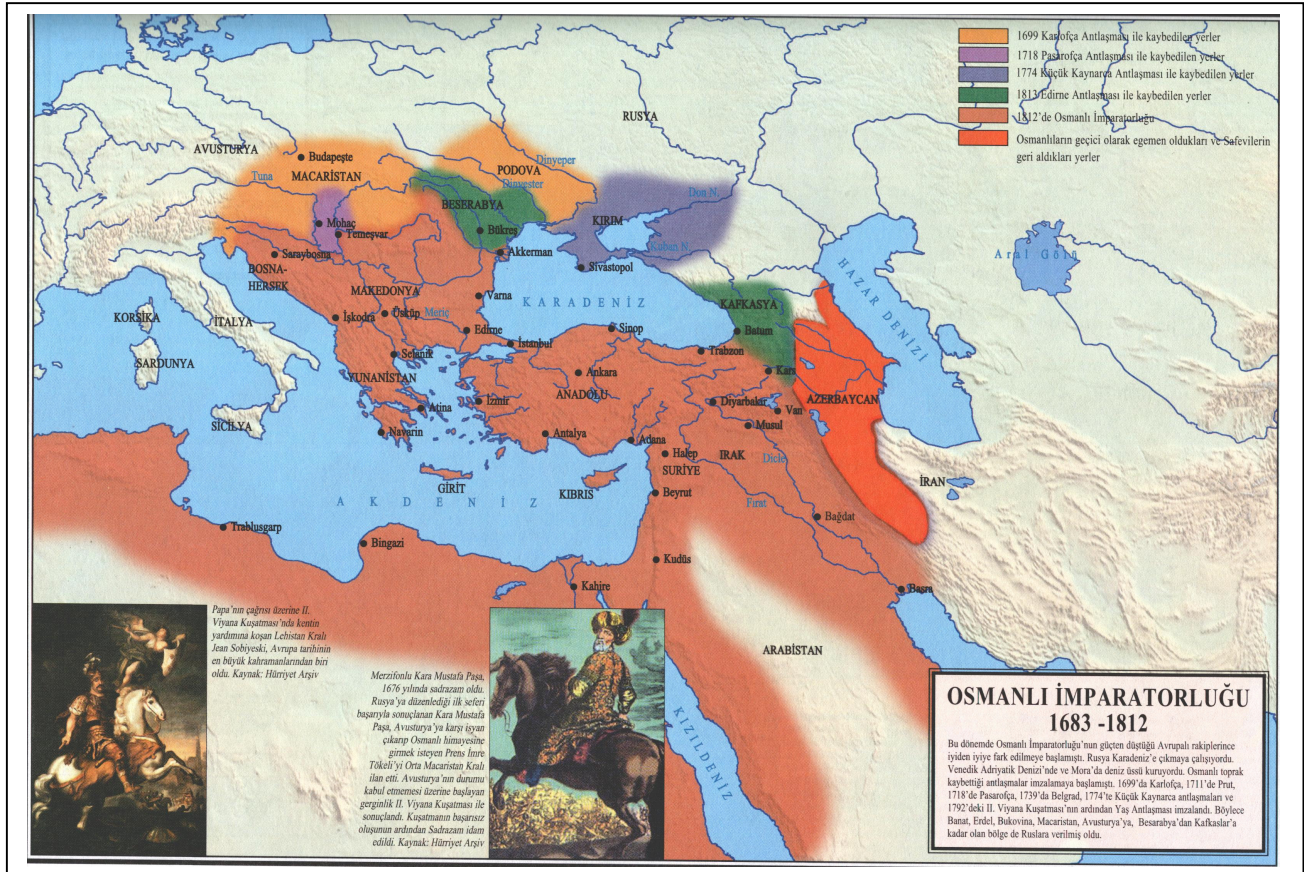 1699 Karlofça Antlaşması ile kaybedilen yerler
1718 Pasarofça Antlaşması ile kaybedilen yerler
1774 Küçük Kaynarca Antlaşması ile kaybedilen yerler
1813 Edirne Antlaşması ile kaybedilen yerler
1812'de Osmanlı İmparatorluğu
Osmanlıların geçici olarak egemen oldukları ve Safevilerin
geri aldıkları yerler
RUSYA
AVUSTURYA
Budapeşte
Tuna
MACARİSTAN
PODOVA
Dinyeper
Dinyester
BESERABYA
Don N.
KIRIM
Mohaç
Temeşvar
Bükreş
Kuban N.
Saraybosna
Akkerman
Sivastopol
BOSNA-
HERSEK
Aral Gölü
HAZAR DENİZİ
MAKEDONYA
Varna
KARADENİZ
KAFKASYA
KORSİKA
İTALYA
İşkodra
Üsküp
Meriç
Edirne
Sinop
Batum
İstanbul
Trabzon
SARDUNYA
Selanik
YUNANİSTAN
Ankara
ANADOLU
Kars
Diyarbakır
Van
AZERBAYCAN
İzmir
Atina
SİCİLYA
Navarin
Antalya
Adana
Musul
Halep
SURİYE
IRAK
Dicle
İRAN
GİRİT
KIBRIS
AKDENİZ
Beyrut
Fırat
Bağdat
Trablusgarp
Bingazi
Kudüs
Kahire
Basra
ARABİSTAN
KIZILDENİZ
Papa'nın çağrısı üzerine II.
Viyana Kuşatması'nda kentin
yardımına koşan Lehistan Kralı
Jean Sobiyeski, Avrupa tarihinin
en büyük kahramanlarından biri
oldu. Kaynak: Hürriyet Arşiv
Merzifonlu Kara Mustafa Paşa,
1676 yılında sadrazam oldu.
Rusya'ya düzenlediği ilk seferi
başarıyla sonuçlanan Kara Mustafa
Paşa, Avusturya'ya karşı isyan
çıkarıp Osmanlı himayesine
girmek isteyen Prens Imre
Tökeli'yi Orta Macaristan Kralı
ilan etti. Avusturya'nın durumu
kabul etmemesi üzerine başlayan
gerginlik II. Viyana Kuşatması ile
sonuçlandı. Kuşatmanın başarısız
oluşunun ardından Sadrazam idam
edildi. Kaynak: Hürriyet Arşiv
OSMANLI İMPARATORLUĞU
1683 -1812
Bu dönemde Osmanlı İmparatorluğu'nun güçten düştüğü Avrupalı rakiplerince
iyiden iyiye fark edilmeye başlamıştı. Rusya Karadeniz'e çıkmaya çalışıyordu.
Venedik Adriyatik Denizi'nde ve Mora'da deniz üssü kuruyordu. Osmanlı toprak
kaybettiği antlaşmalar imzalamaya başlamıştı. 1699'da Karlofça, 1711'de Prut,
1718'de Pasarofça, 1739'da Belgrad, 1774'te Küçük Kaynarca antlaşmaları ve
1792'deki II. Viyana Kuşatması'nın ardından Yaş Antlaşması imzalandı. Böylece
Banat, Erdel, Bukovina, Macaristan, Avusturya'ya, Besarabya'dan Kafkaslar'a
kadar olan bölge de Ruslara verilmiş oldu.